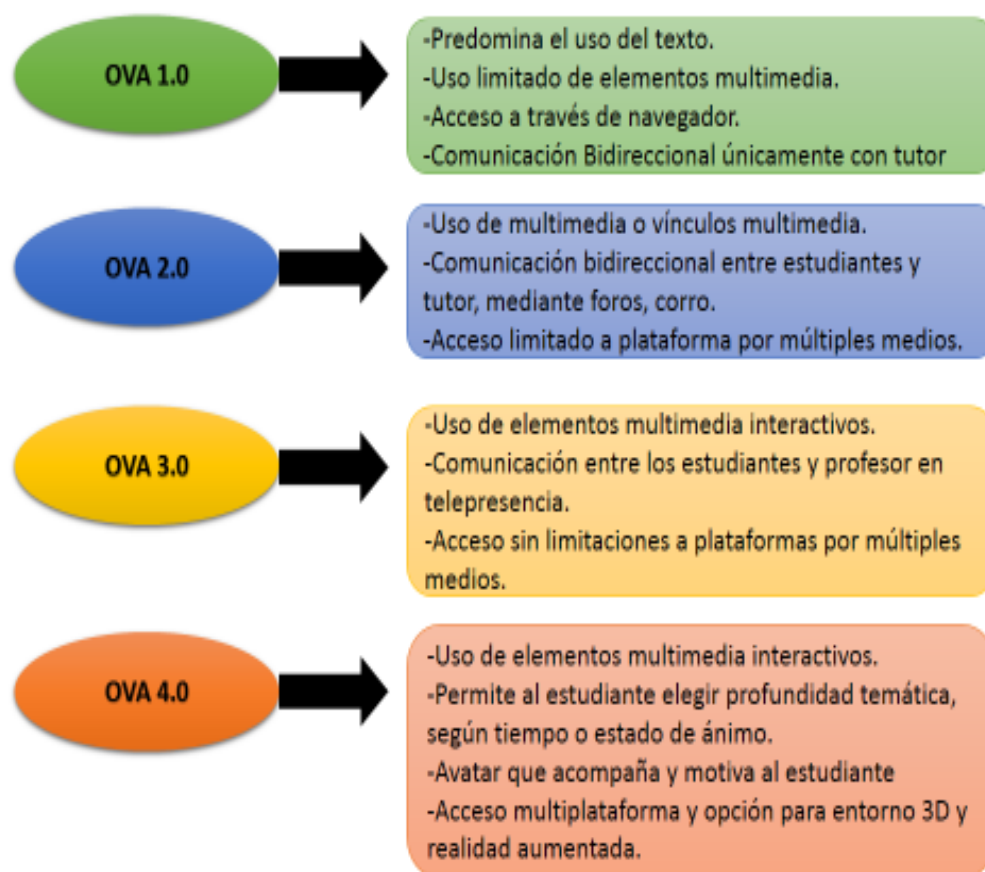 OVA 1.0
-Predomina el uso del texto.
-Uso limitado de elementos multimedia.
-Acceso a través de navegador.
-Comunicación Bidireccional únicamente con tutor
OVA 2.0
-Uso de multimedia o vínculos multimedia.
-Comunicación bidireccional entre estudiantes y
tutor, mediante foros, corro.
-Acceso limitado a plataforma por múltiples medios.
OVA 3.0
-Uso de elementos multimedia interactivos.
-Comunicación entre los estudiantes y profesor en
telepresencia.
-Acceso sin limitaciones a plataformas por múltiples
medios.
OVA 4.0
-Uso de elementos multimedia interactivos.
-Permite al estudiante elegir profundidad temática,
según tiempo o estado de ánimo.
-Avatar que acompaña y motiva al estudiante
-Acceso multiplataforma y opción para entorno 3D y
realidad aumentada.